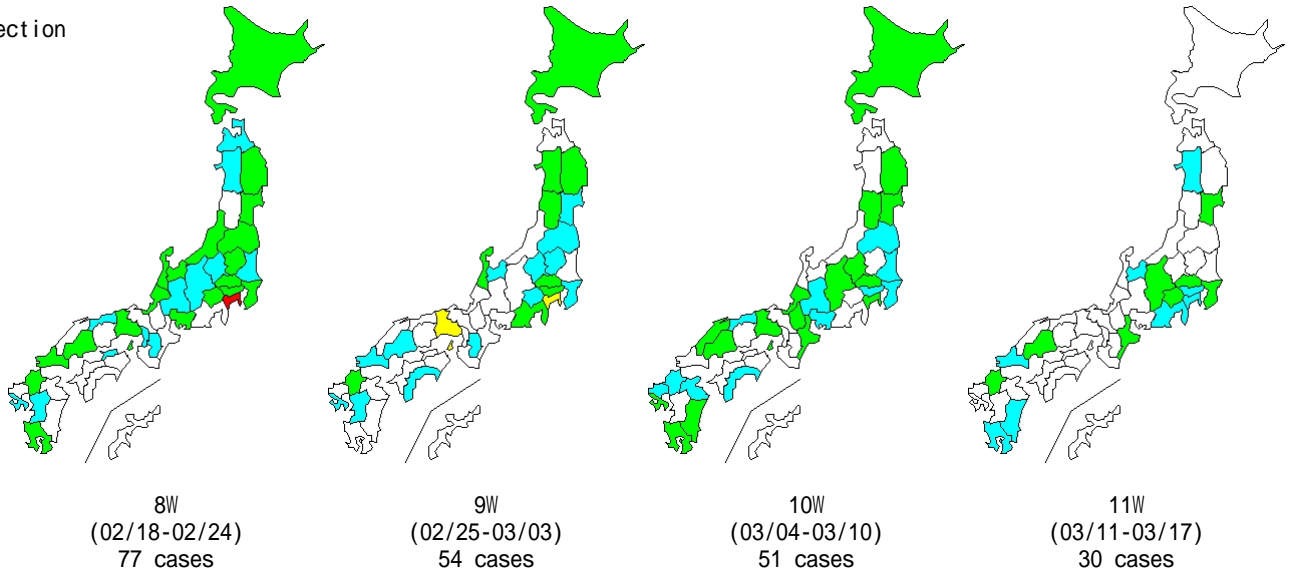 ection
8W
(02/18-02/24)
77 cases
9W
(02/25-03/03)
54 cases
10W
(03/04-03/10)
51 cases
11W
(03/11-03/17)
30 cases